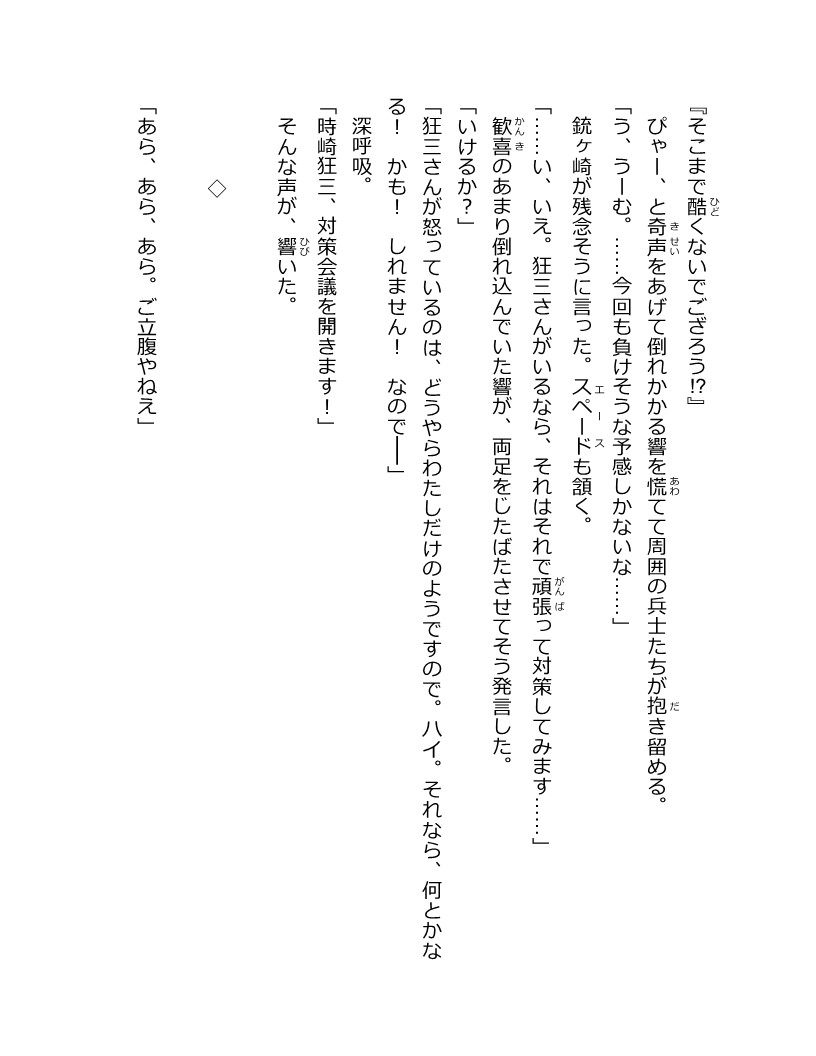 『そこまで酷くないでござろう!?』
ぴゃー、と奇声をあげて倒れかかる響を慌てて周囲の兵士たちが抱き留める。
「う、うーむ。……今回も負けそうな予感しかないな……」
銃ヶ崎が残念そうに言った。スペードも頷く。
「……い、いえ。狂三さんがいるなら、それはそれで頑張って対策してみます……」
歓喜のあまり倒れ込んでいた響が、両足をじたばたさせてそう発言した。
「いけるか？」
「狂三さんが怒っているのは、どうやらわたしだけのようですので。ハイ。それなら、何とかな
る！　かも！　しれません！　なので――」
深呼吸。
「時崎狂三、対策会議を開きます！」
そんな声が、響いた。
◇
「あら、あら、あら。ご立腹やねえ」